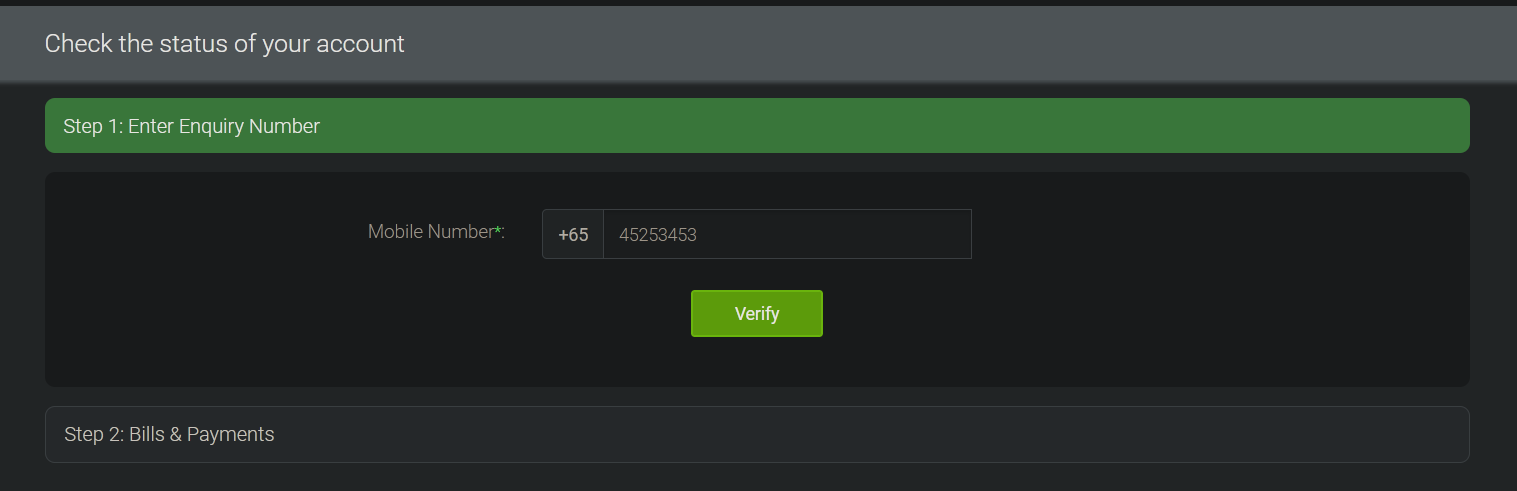 Check the status of your account
Step 1: Enter Enquiry Number
Mobile Number*: +65 45253453
Verify
Step 2: Bills & Payments